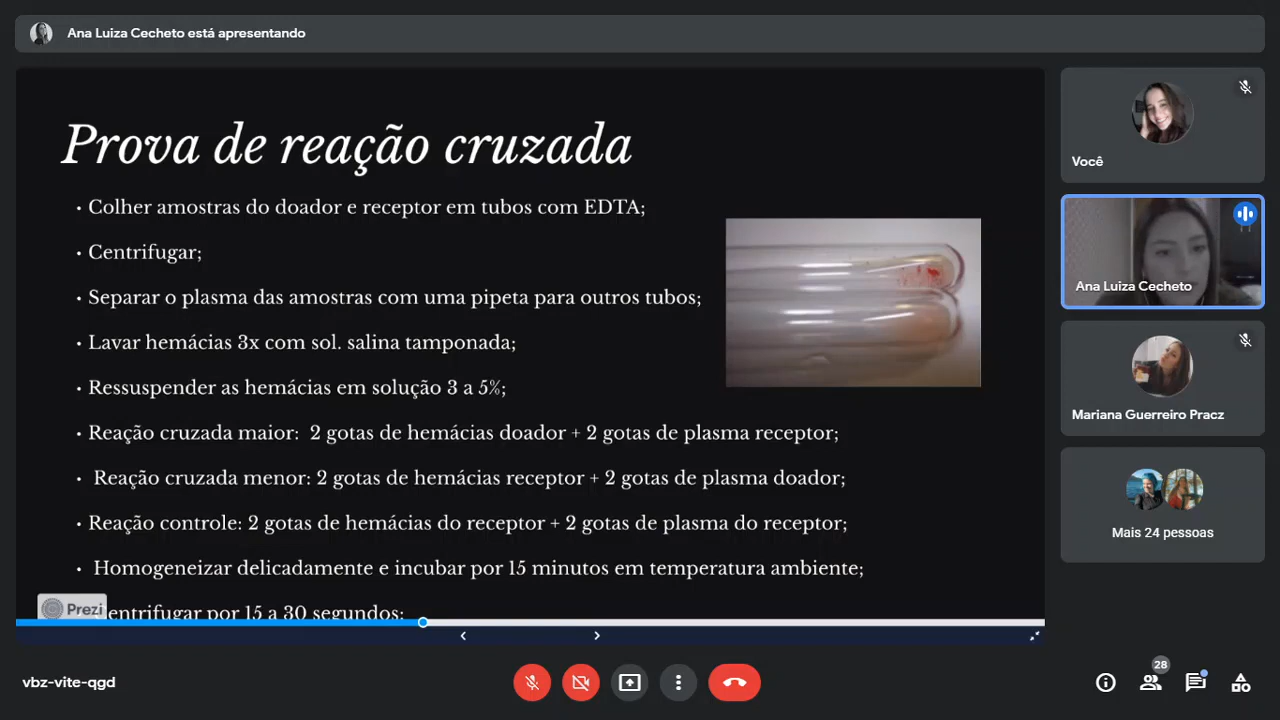 Ana Luiza Cecheto está apresentando
Prova de reação cruzada
• Colher amostras do doador e receptor em tubos com EDTA;
• Centrifugar;
• Separar o plasma das amostras com uma pipeta para outros tubos;
• Lavar hemácias 3x com sol. salina tamponada;
• Ressuspender as hemácias em solução 3 a 5%;
• Reação cruzada maior: 2 gotas de hemácias doador + 2 gotas de plasma receptor;
• Reação cruzada menor: 2 gotas de hemácias receptor + 2 gotas de plasma doador;
• Reação controle: 2 gotas de hemácias do receptor + 2 gotas de plasma do receptor;
• Homogeneizar delicadamente e incubar por 15 minutos em temperatura ambiente;
Prezi
entrifugar por 15 a 30 segundos;
Você
Ana Luiza Cecheto
Mariana Guerreiro Pracz
Mais 24 pessoas
vbz-vite-qgd
28